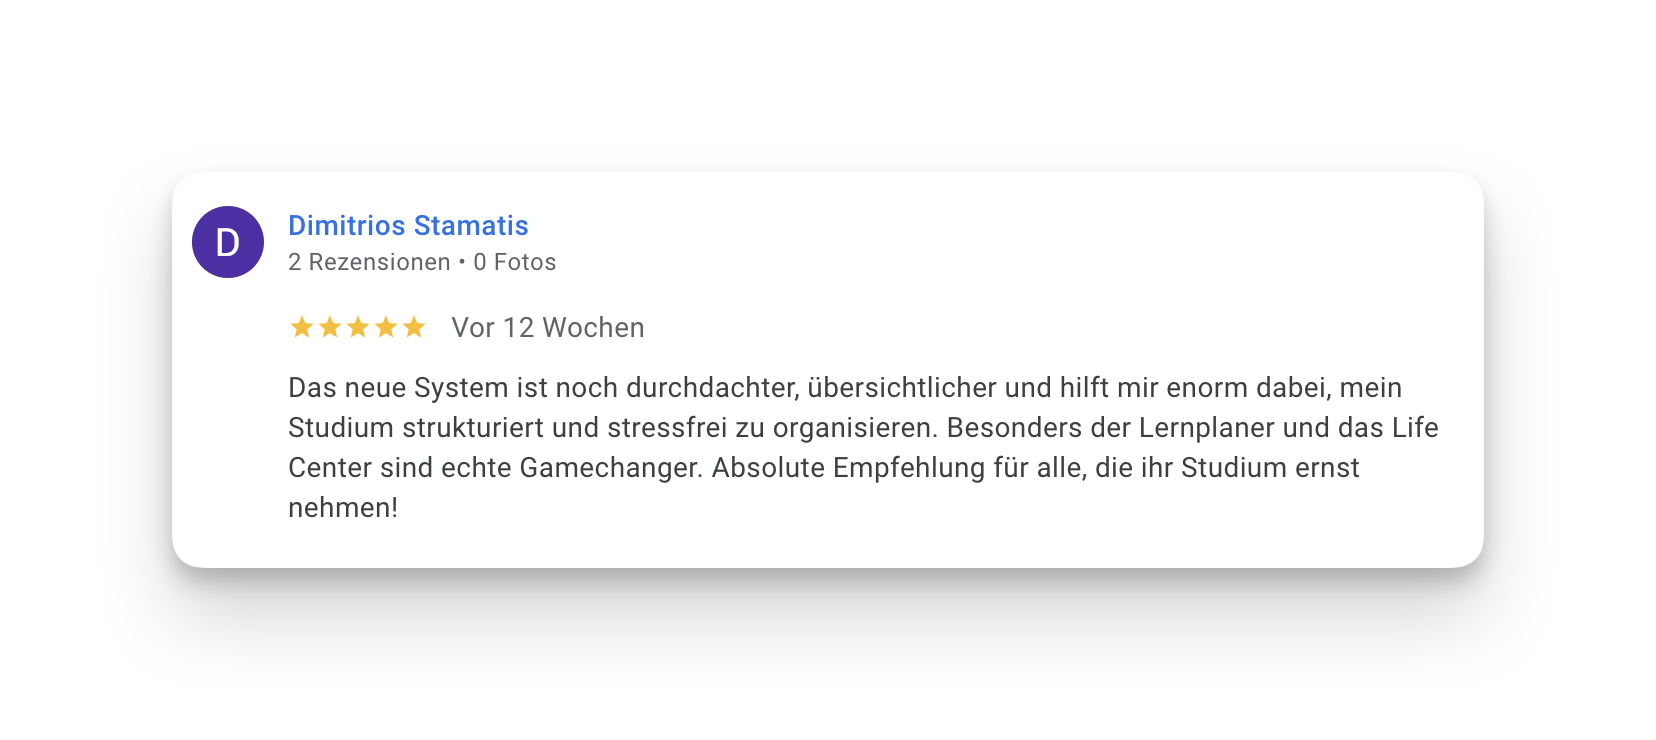 D
Dimitrios Stamatis
2 Rezensionen • 0 Fotos
Vor 12 Wochen
Das neue System ist noch durchdachter, übersichtlicher und hilft mir enorm dabei, mein
Studium strukturiert und stressfrei zu organisieren. Besonders der Lernplaner und das Life
Center sind echte Gamechanger. Absolute Empfehlung für alle, die ihr Studium ernst
nehmen!